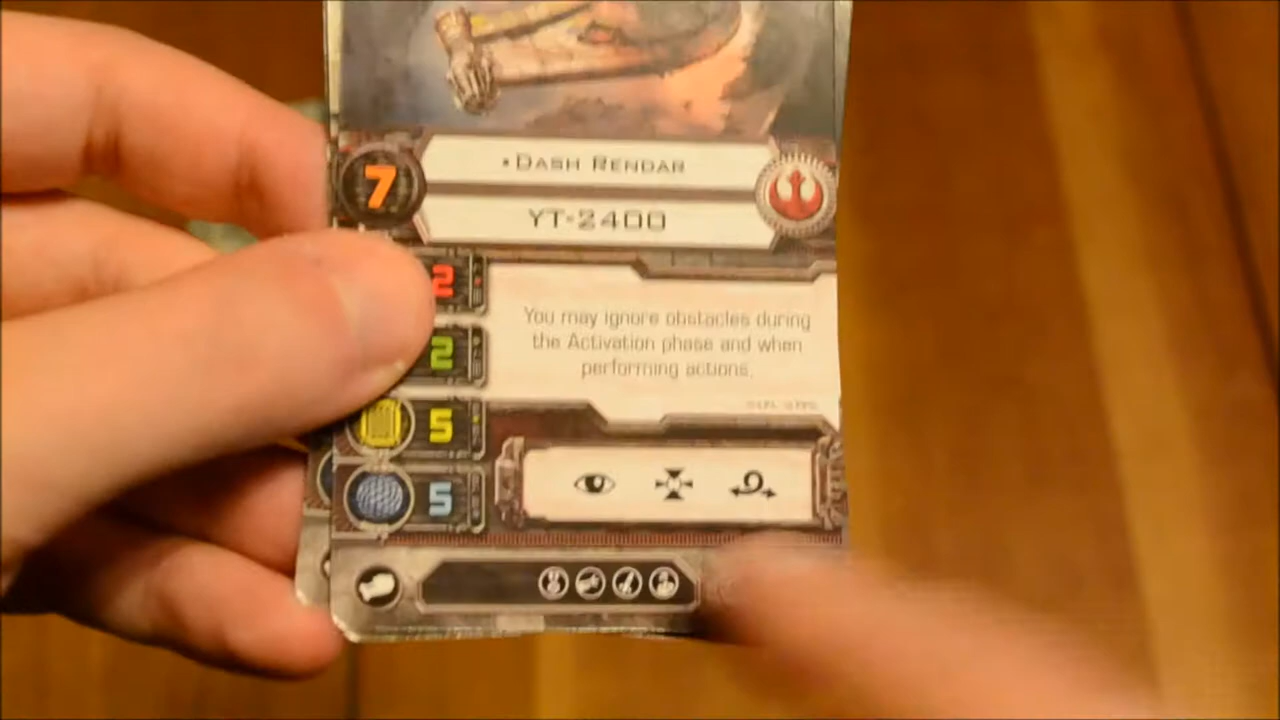 •Dash Rendar
7
YT-2400
2
You may ignore obstacles during
the Activation phase and when
performing actions.
2
5
5